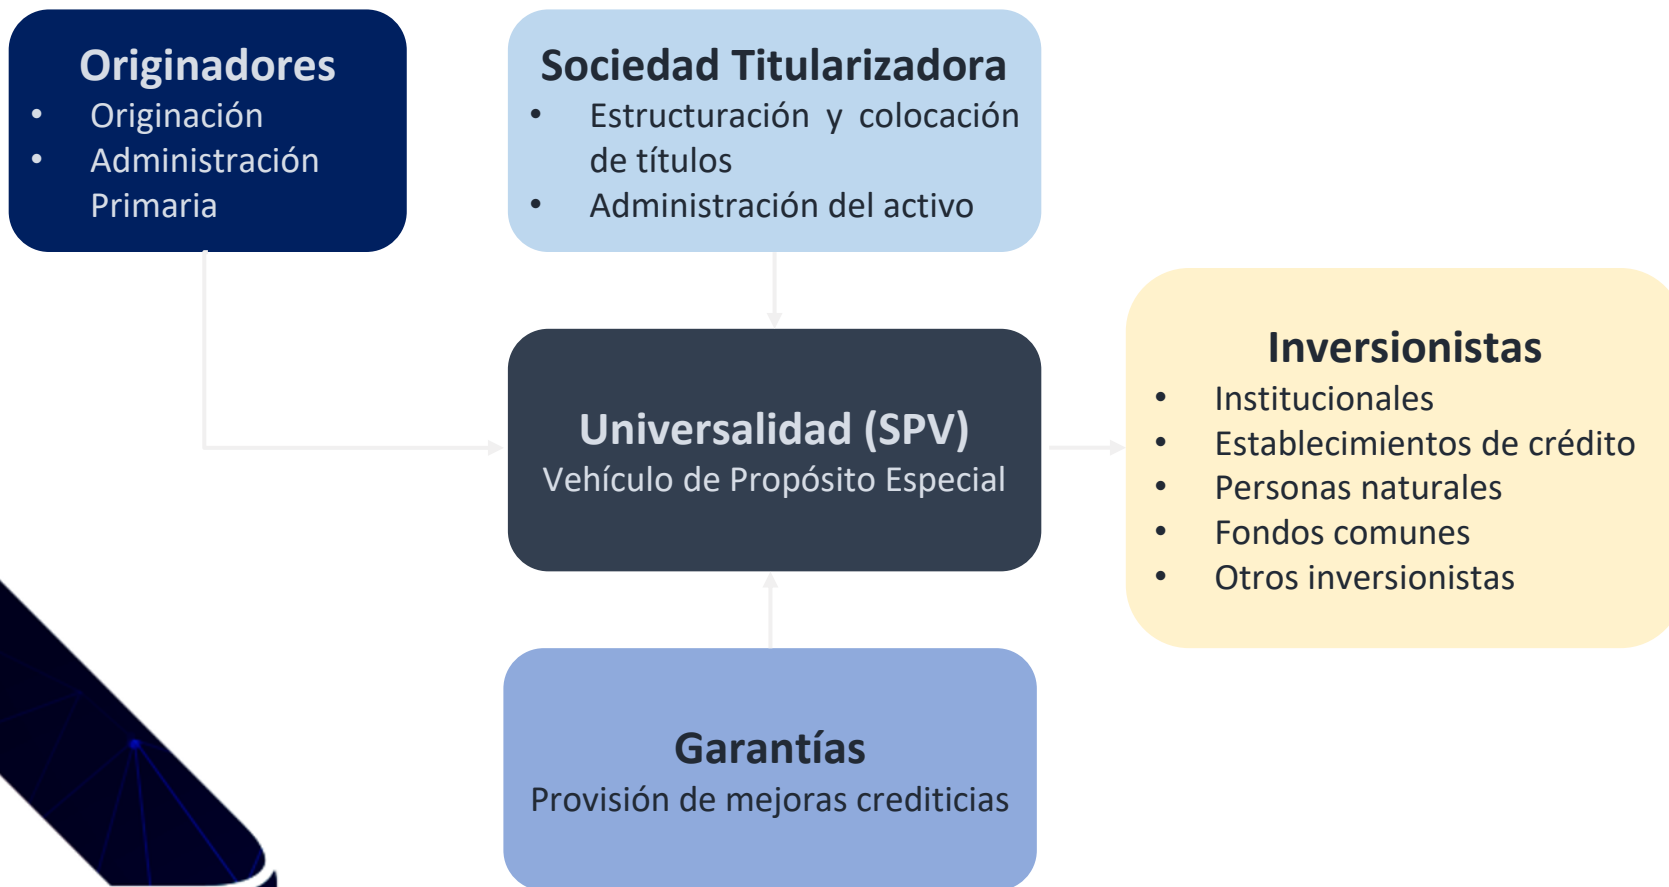 Originadores
• Originación
• Administración
Primaria
Sociedad Titularizadora
• Estructuración y colocación
de títulos
• Administración del activo
Universalidad (SPV)
Vehículo de Propósito Especial
Inversionistas
• Institucionales
• Establecimientos de crédito
• Personas naturales
• Fondos comunes
• Otros inversionistas
Garantías
Provisión de mejoras crediticias